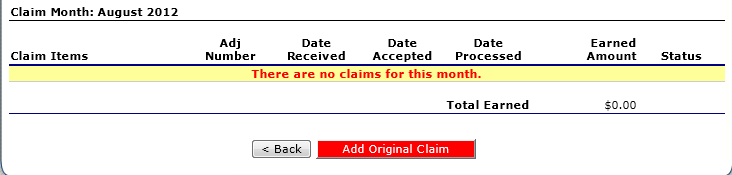 Claim Month: August 2012
Adj Date Date Date Earned
Claim Items Number Received Accepted Processed Amount Status
There are no claims for this month.
Total Earned $0.00
< Back Add Original Claim